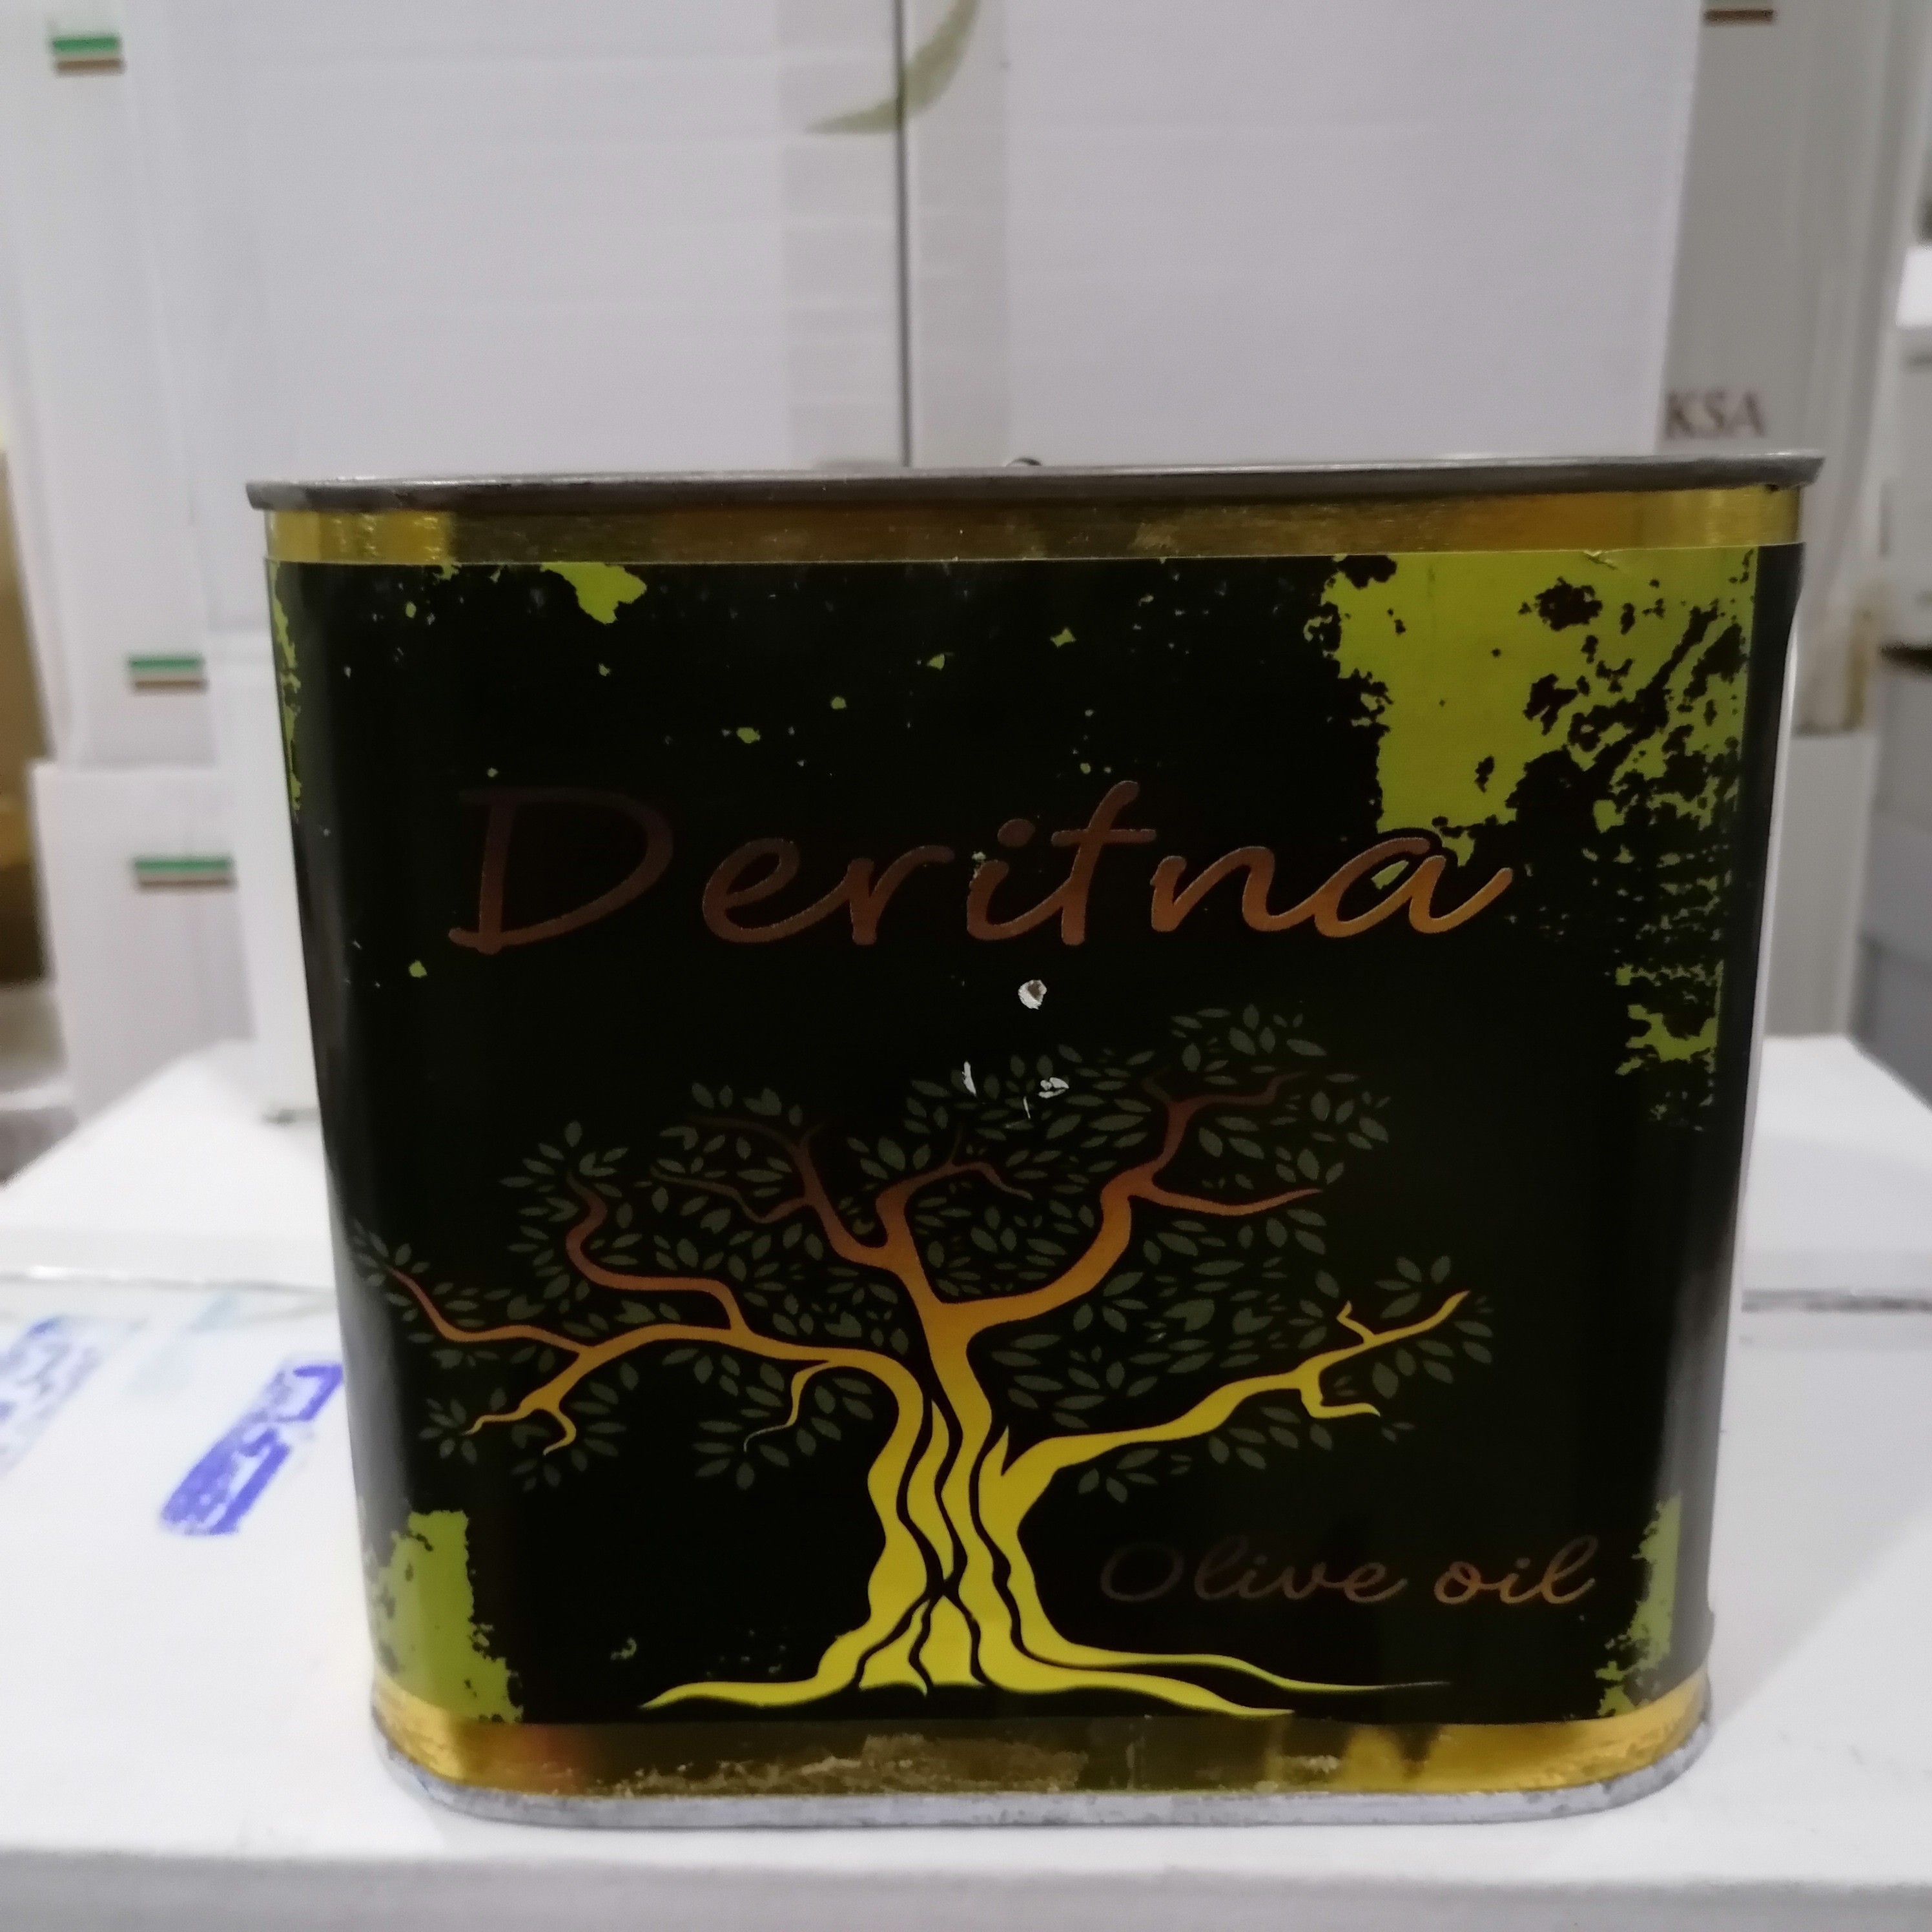 KSA
Deritna
Olive oil